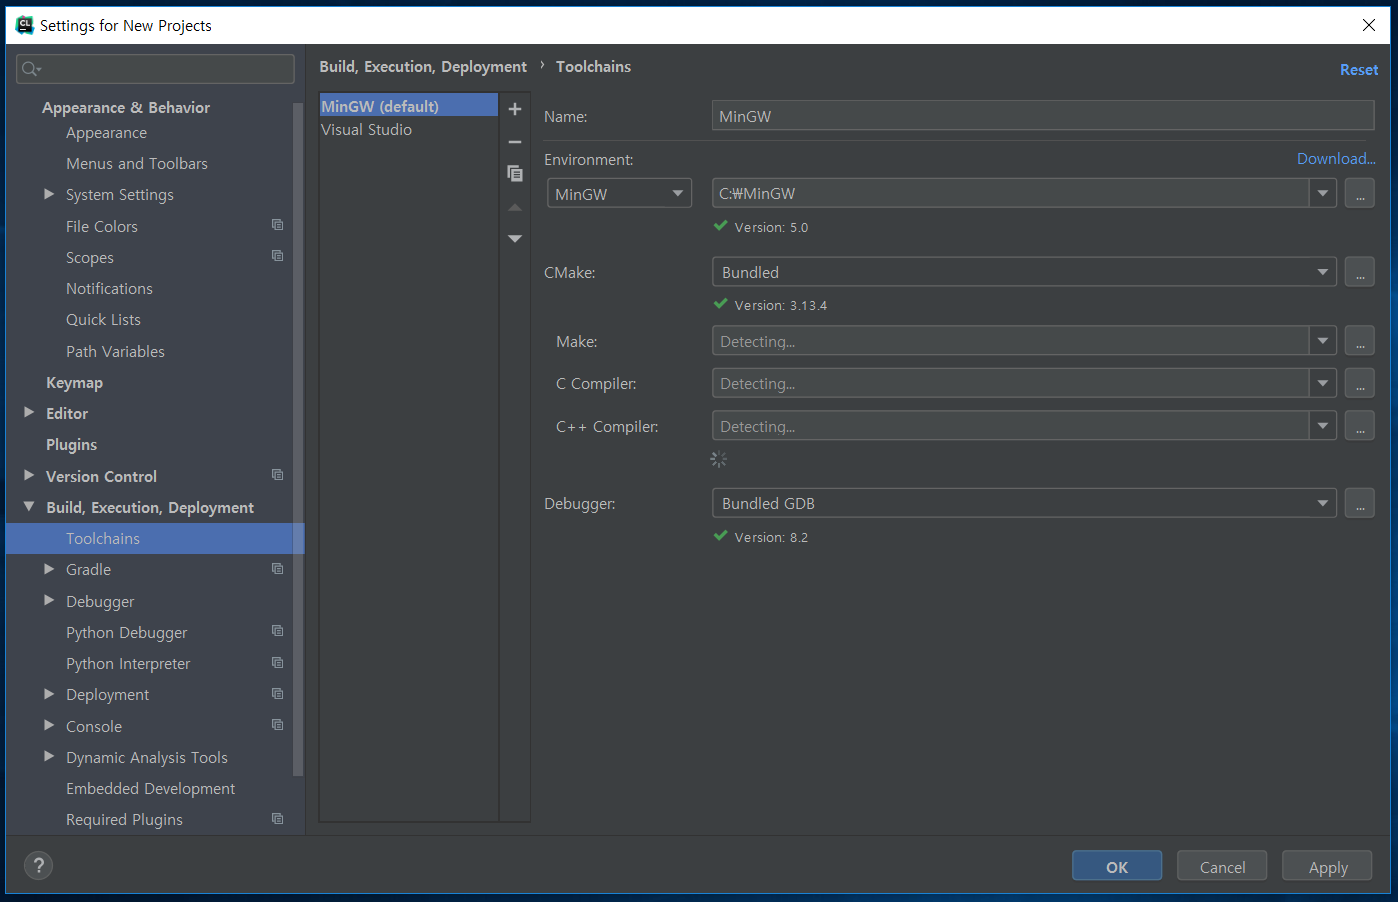 CL Settings for New Projects
Appearance & Behavior
Appearance
Menus and Toolbars
System Settings
File Colors
Scopes
Notifications
Quick Lists
Path Variables
Keymap
Editor
Plugins
Version Control
Build, Execution, Deployment
Toolchains
Gradle
Debugger
Python Debugger
Python Interpreter
Deployment
Console
Dynamic Analysis Tools
Embedded Development
Required Plugins
Build, Execution, Deployment › Toolchains
Reset
MinGW (default)
Visual Studio
Name: MinGW
Environment: Download...
MinGW C:₩MinGW ...
Version: 5.0
CMake: Bundled ...
Version: 3.13.4
Make: Detecting... ...
C Compiler: Detecting... ...
C++ Compiler: Detecting... ...
Debugger: Bundled GDB ...
Version: 8.2
? OK Cancel Apply